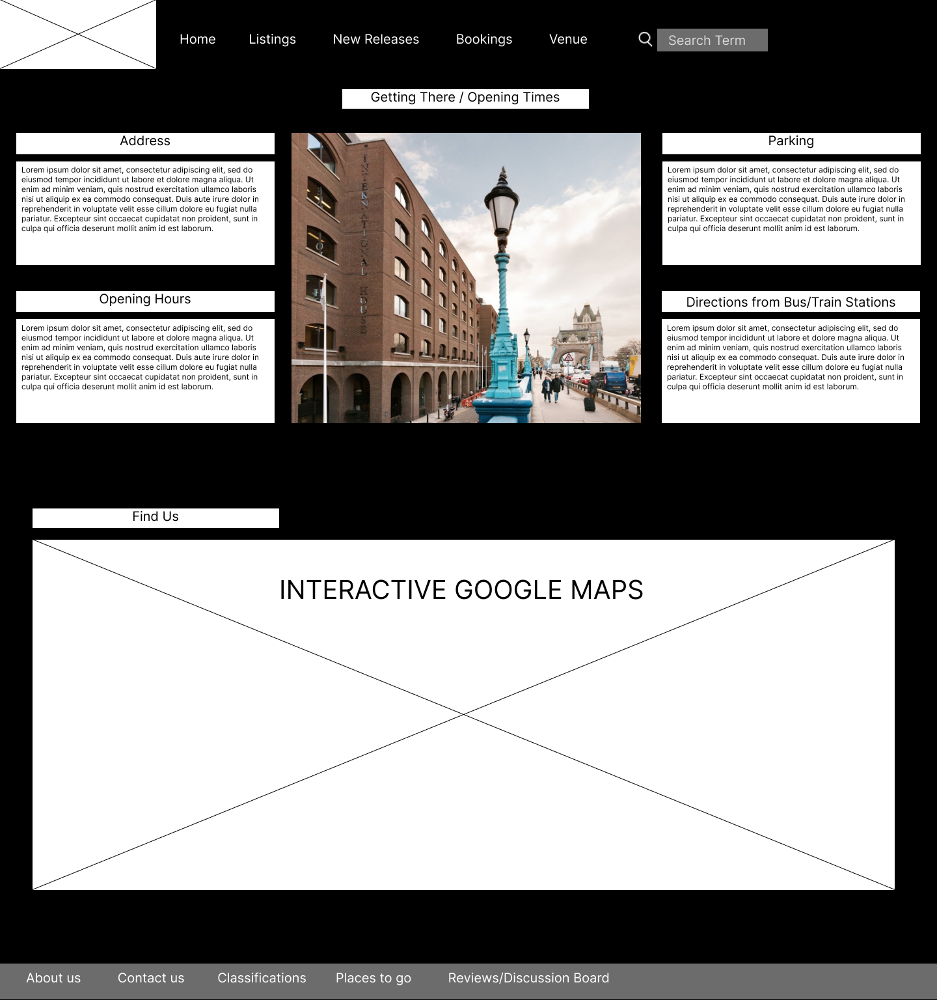 Home Listings New Releases Bookings Venue Search Term
Getting There / Opening Times
Address
Lorem ipsum dolor sit amet, consectetur adipiscing elit, sed do
eiusmod tempor incididunt ut labore et dolore magna aliqua. Ut
enim ad minim veniam, quis nostrud exercitation ullamco laboris
nisi ut aliquip ex ea commodo consequat. Duis aute irure dolor in
reprehenderit in voluptate velit esse cillum dolore eu fugiat nulla
pariatur. Excepteur sint occaecat cupidatat non proident, sunt in
culpa qui officia deserunt mollit anim id est laborum.
Opening Hours
Lorem ipsum dolor sit amet, consectetur adipiscing elit, sed do
eiusmod tempor incididunt ut labore et dolore magna aliqua. Ut
enim ad minim veniam, quis nostrud exercitation ullamco laboris
nisi ut aliquip ex ea commodo consequat. Duis aute irure dolor in
reprehenderit in voluptate velit esse cillum dolore eu fugiat nulla
pariatur. Excepteur sint occaecat cupidatat non proident, sunt in
culpa qui officia deserunt mollit anim id est laborum.
INTERNATIONAL HOUSE
Parking
Lorem ipsum dolor sit amet, consectetur adipiscing elit, sed do
eiusmod tempor incididunt ut labore et dolore magna aliqua. Ut
enim ad minim veniam, quis nostrud exercitation ullamco laboris
nisi ut aliquip ex ea commodo consequat. Duis aute irure dolor in
reprehenderit in voluptate velit esse cillum dolore eu fugiat nulla
pariatur. Excepteur sint occaecat cupidatat non proident, sunt in
culpa qui officia deserunt mollit anim id est laborum.
Directions from Bus/Train Stations
Lorem ipsum dolor sit amet, consectetur adipiscing elit, sed do
eiusmod tempor incididunt ut labore et dolore magna aliqua. Ut
enim ad minim veniam, quis nostrud exercitation ullamco laboris
nisi ut aliquip ex ea commodo consequat. Duis aute irure dolor in
reprehenderit in voluptate velit esse cillum dolore eu fugiat nulla
pariatur. Excepteur sint occaecat cupidatat non proident, sunt in
culpa qui officia deserunt mollit anim id est laborum.
Find Us
INTERACTIVE GOOGLE MAPS
About us Contact us Classifications Places to go Reviews/Discussion Board